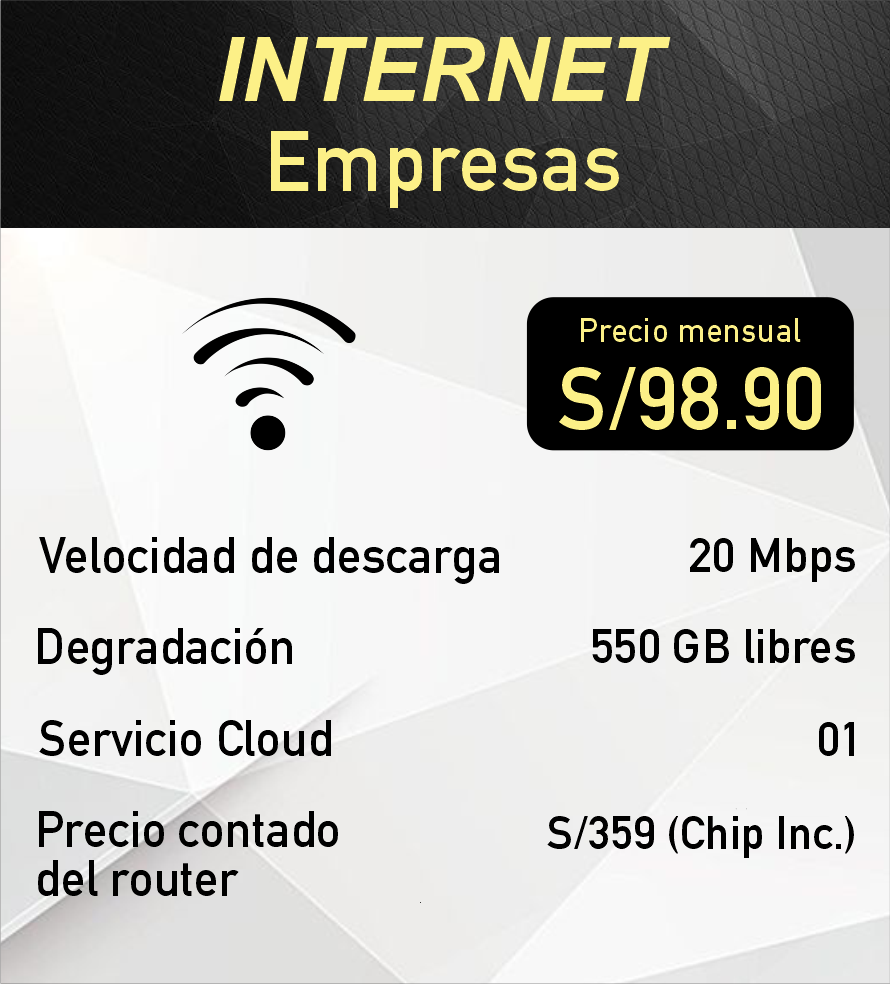 INTERNET
Empresas
Precio mensual
S/98.90
Velocidad de descarga 20 Mbps
Degradación 550 GB libres
Servicio Cloud 01
Precio contado S/359 (Chip Inc.)
del router